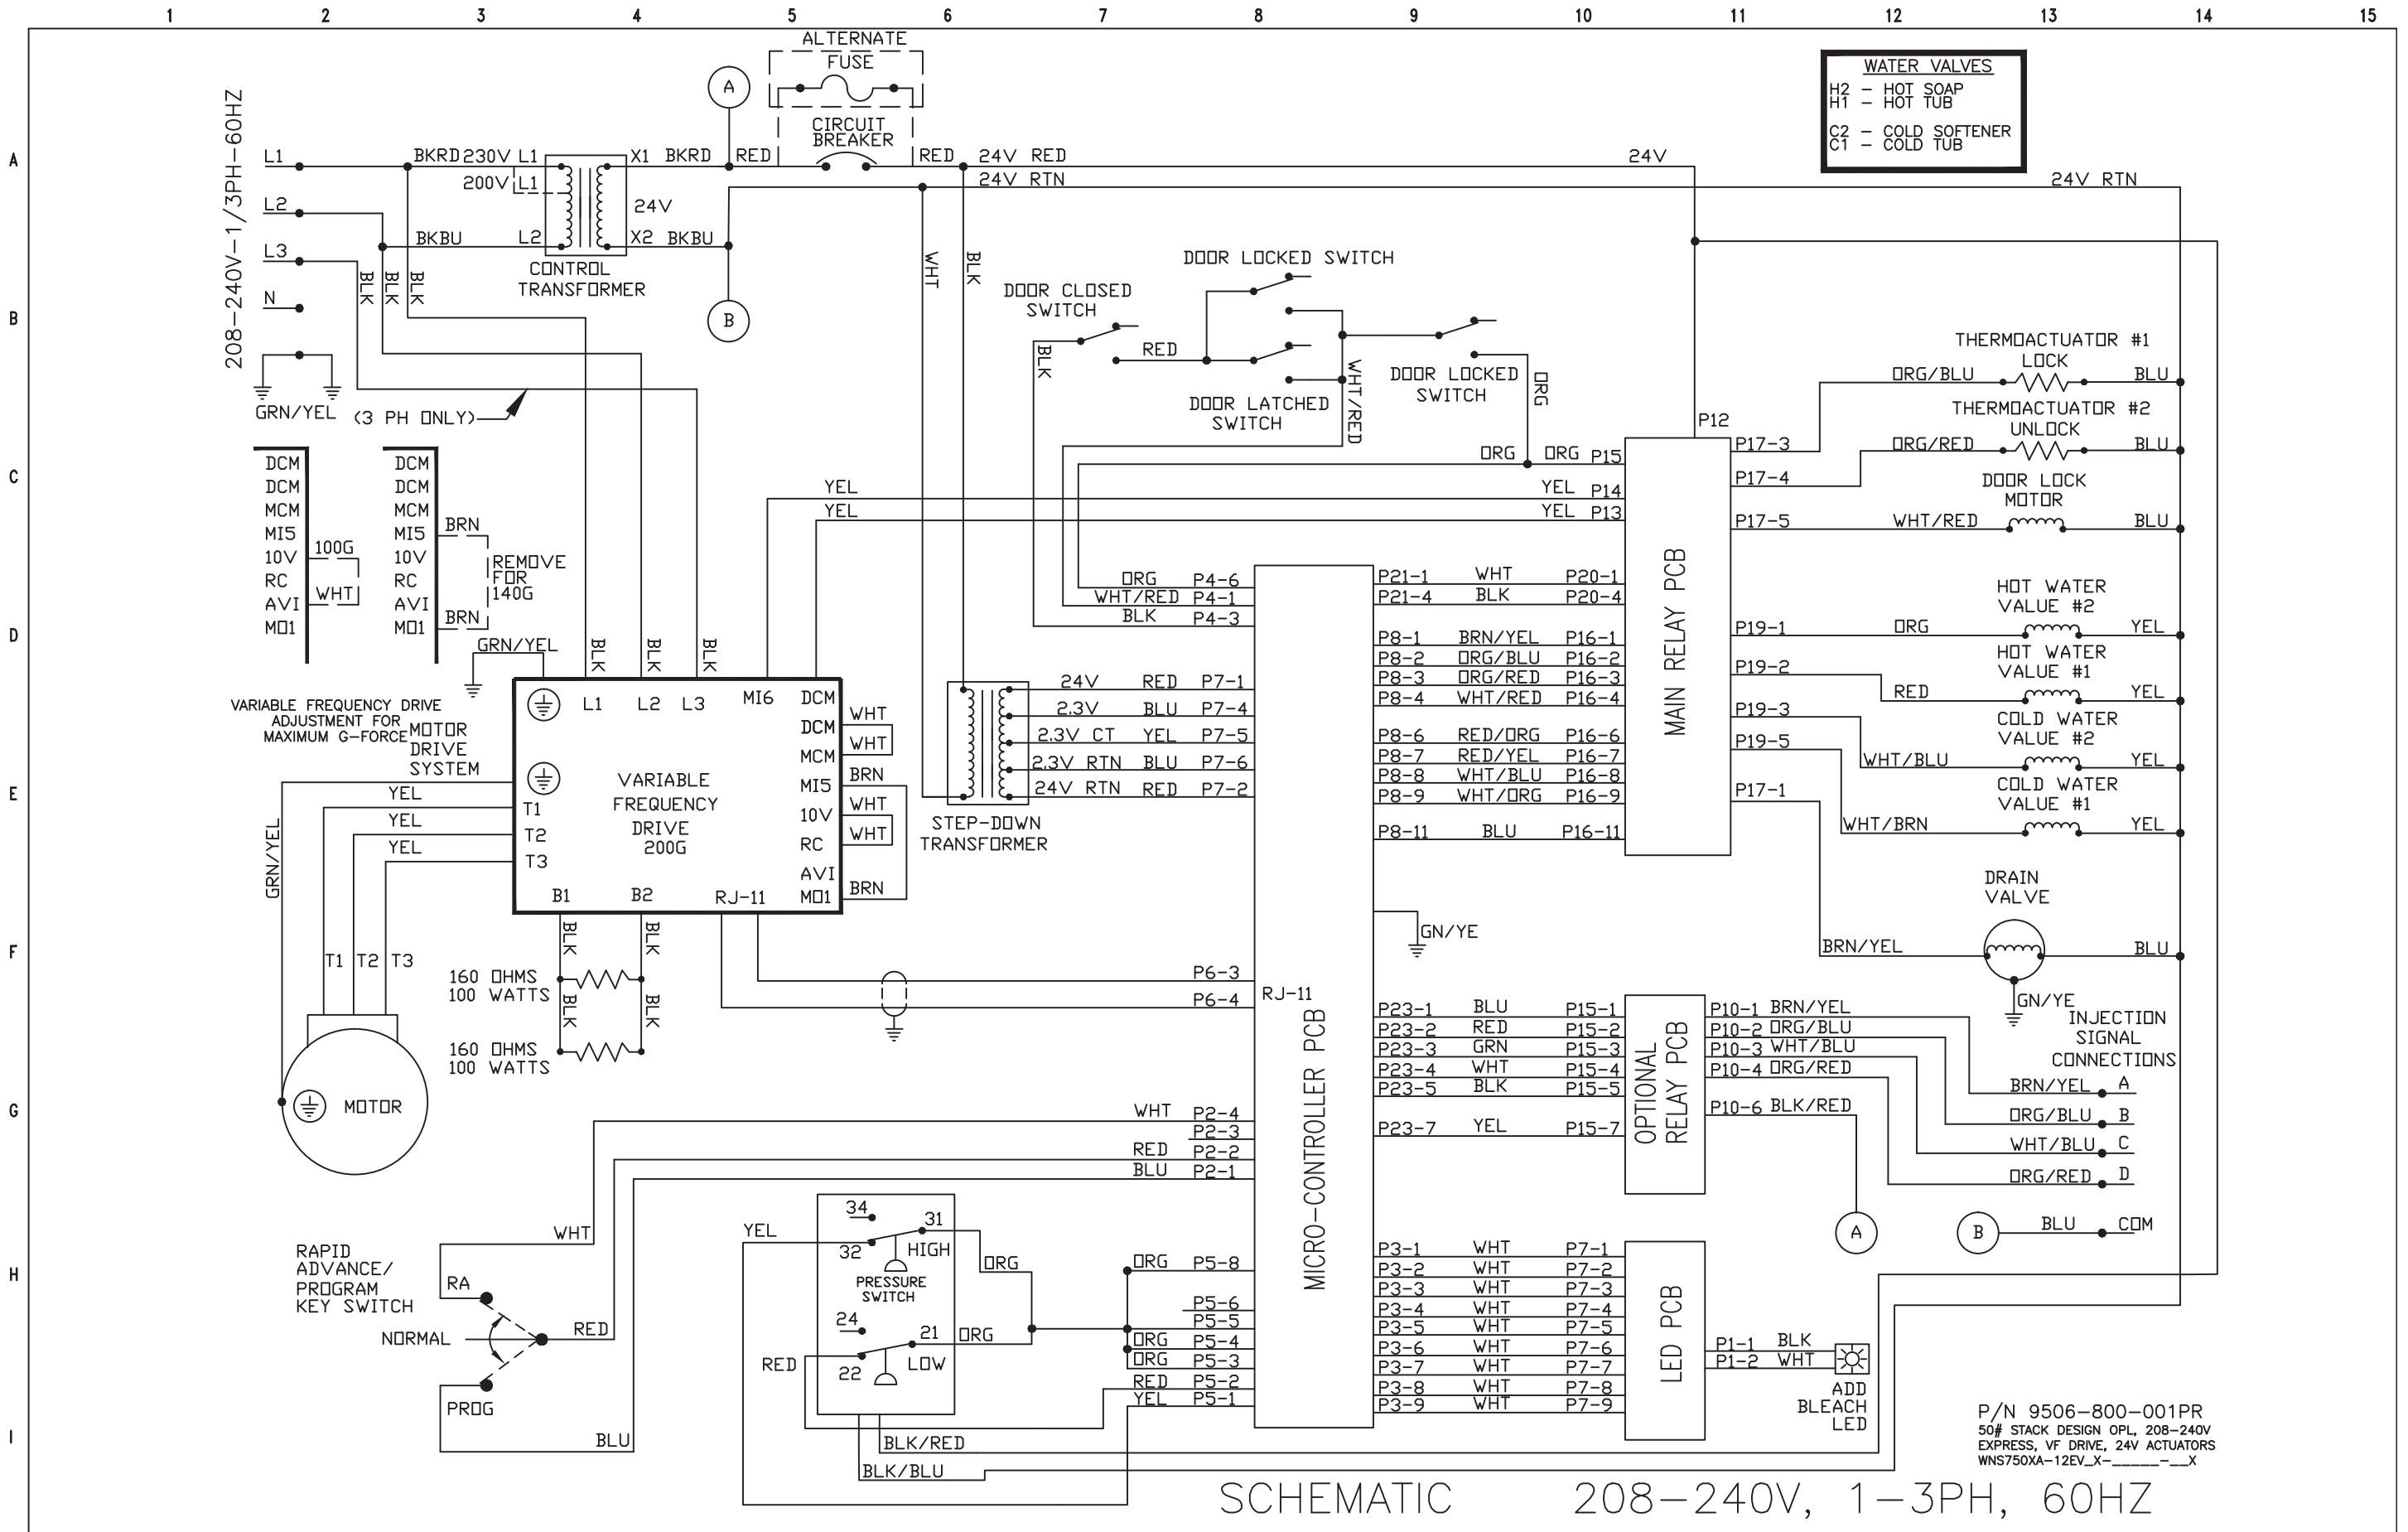 1 2 3 4 5 6 7 8 9 10 11 12 13 14 15
A
B
C
D
E
F
G
H
I
208-240V-1/3PH-60HZ
L1
L2
L3
N
GRN/YEL
(3 PH ONLY)
BLK
BLK
BLK
BKRD 230V L1
200V L1
BKBU L2
CONTROL
TRANSFORMER
X1 BKRD
24V
X2 BKBU
A
B
RED
ALTERNATE
FUSE
CIRCUIT
BREAKER
RED
24V RED
24V RTN
24V
24V RTN
WHT
BLK
WATER VALVES
H2 - HOT SOAP
H1 - HOT TUB
C2 - COLD SOFTENER
C1 - COLD TUB
DOOR LOCKED SWITCH
DOOR CLOSED
SWITCH
BLK
RED
DOOR LATCHED
SWITCH
WHT/RED
DOOR LOCKED
SWITCH
ORG
THERMOACTUATOR #1
LOCK
ORG/BLU
BLU
THERMOACTUATOR #2
UNLOCK
ORG/RED
BLU
DOOR LOCK
MOTOR
WHT/RED
BLU
HOT WATER
VALUE #2
ORG
YEL
HOT WATER
VALUE #1
RED
YEL
COLD WATER
VALUE #2
WHT/BLU
YEL
COLD WATER
VALUE #1
WHT/BRN
YEL
DRAIN
VALVE
BRN/YEL
BLU
GN/YE
MAIN RELAY PCB
P12
P17-3
P17-4
P17-5
P19-1
P19-2
P19-3
P19-5
P17-1
ORG ORG P15
YEL YEL P14
YEL YEL P13
DCM
DCM
MCM
MI5
10V
RC
AVI
MO1
100G
WHT
DCM
DCM
MCM
MI5
10V
RC
AVI
MO1
BRN
REMOVE
FOR
140G
BRN
VARIABLE FREQUENCY DRIVE
ADJUSTMENT FOR
MAXIMUM G-FORCE
MOTOR
DRIVE
SYSTEM
GRN/YEL
BLK
BLK
BLK
L1 L2 L3 MI6 DCM
DCM
MCM
MI5
10V
RC
AVI
MO1
WHT
WHT
BRN
WHT
WHT
BRN
VARIABLE
FREQUENCY
DRIVE
200G
T1
T2
T3
B1 B2 RJ-11
YEL
YEL
YEL
GRN/YEL
T1 T2 T3
MOTOR
BLK
BLK
160 OHMS
100 WATTS
BLK
BLK
160 OHMS
100 WATTS
STEP-DOWN
TRANSFORMER
ORG P4-6
WHT/RED P4-1
BLK P4-3
24V RED P7-1
2.3V BLU P7-4
2.3V CT YEL P7-5
2.3V RTN BLU P7-6
24V RTN RED P7-2
P6-3
P6-4
RJ-11
MICRO-CONTROLLER PCB
P21-1 WHT P20-1
P21-4 BLK P20-4
P8-1 BRN/YEL P16-1
P8-2 ORG/BLU P16-2
P8-3 ORG/RED P16-3
P8-4 WHT/RED P16-4
P8-6 RED/ORG P16-6
P8-7 RED/YEL P16-7
P8-8 WHT/BLU P16-8
P8-9 WHT/ORG P16-9
P8-11 BLU P16-11
GN/YE
P23-1 BLU P15-1
P23-2 RED P15-2
P23-3 GRN P15-3
P23-4 WHT P15-4
P23-5 BLK P15-5
P23-7 YEL P15-7
OPTIONAL
RELAY PCB
P10-1 BRN/YEL
P10-2 ORG/BLU
P10-3 WHT/BLU
P10-4 ORG/RED
P10-6 BLK/RED
INJECTION
SIGNAL
CONNECTIONS
BRN/YEL A
ORG/BLU B
WHT/BLU C
ORG/RED D
A
B
BLU COM
WHT P2-4
P2-3
RED P2-2
BLU P2-1
RAPID
ADVANCE/
PROGRAM
KEY SWITCH
WHT
RA
NORMAL
RED
PROG
BLU
34
31
32
HIGH
PRESSURE
SWITCH
24
21
22
LOW
YEL
RED
ORG
ORG
BLK/RED
BLK/BLU
ORG P5-8
P5-6
P5-5
ORG P5-4
ORG P5-3
RED P5-2
YEL P5-1
P3-1 WHT P7-1
P3-2 WHT P7-2
P3-3 WHT P7-3
P3-4 WHT P7-4
P3-5 WHT P7-5
P3-6 WHT P7-6
P3-7 WHT P7-7
P3-8 WHT P7-8
P3-9 WHT P7-9
LED PCB
P1-1 BLK
P1-2 WHT
ADD
BLEACH
LED
P/N 9506-800-001PR
50# STACK DESIGN OPL, 208-240V
EXPRESS, VF DRIVE, 24V ACTUATORS
WNS750XA-12EV_X-_____-__X
SCHEMATIC 208-240V, 1-3PH, 60HZ